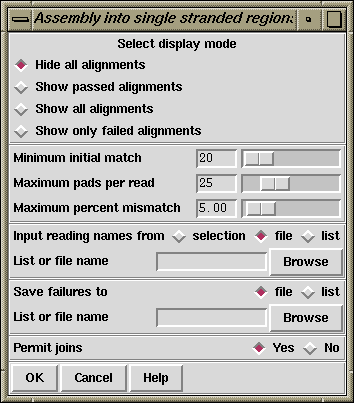 Assembly into single stranded regions
Select display mode
Hide all alignments
Show passed alignments
Show all alignments
Show only failed alignments
Minimum initial match 20
Maximum pads per read 25
Maximum percent mismatch 5.00
Input reading names from selection file list
List or file name Browse
Save failures to file list
List or file name Browse
Permit joins Yes No
OK Cancel Help